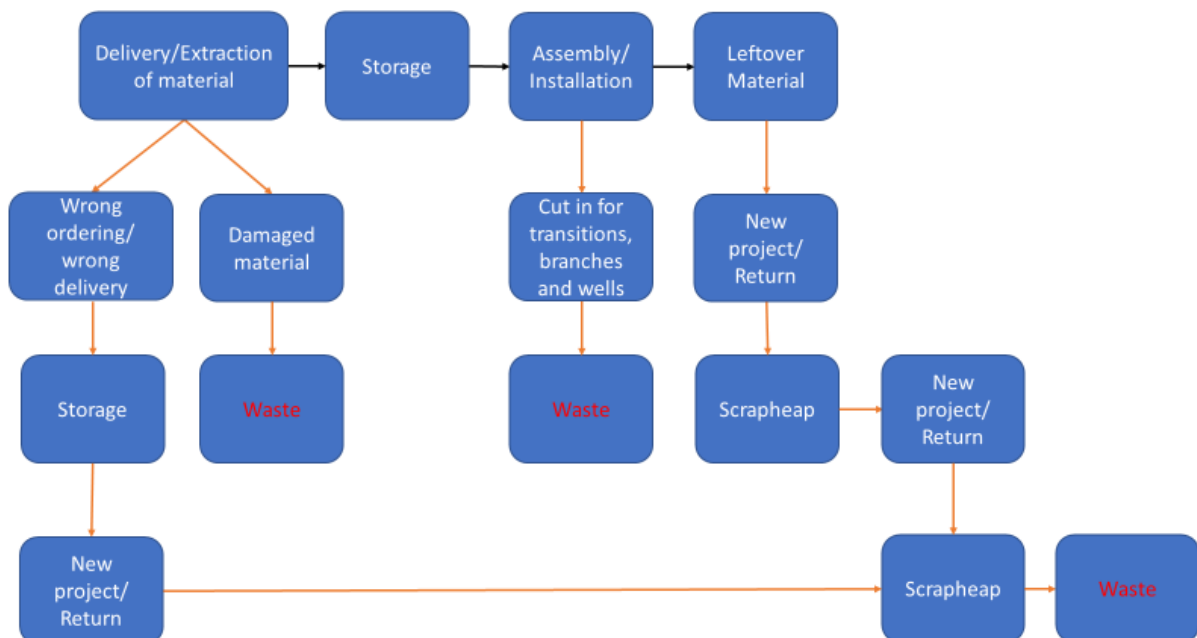 Delivery/Extraction
of material
Storage
Assembly/
Installation
Leftover
Material
Wrong
ordering/
wrong
delivery
Damaged
material
Cut in for
transitions,
branches
and wells
New
project/
Return
Storage
Waste
Waste
Scrapheap
New
project/
Return
New
project/
Return
Scrapheap
Waste